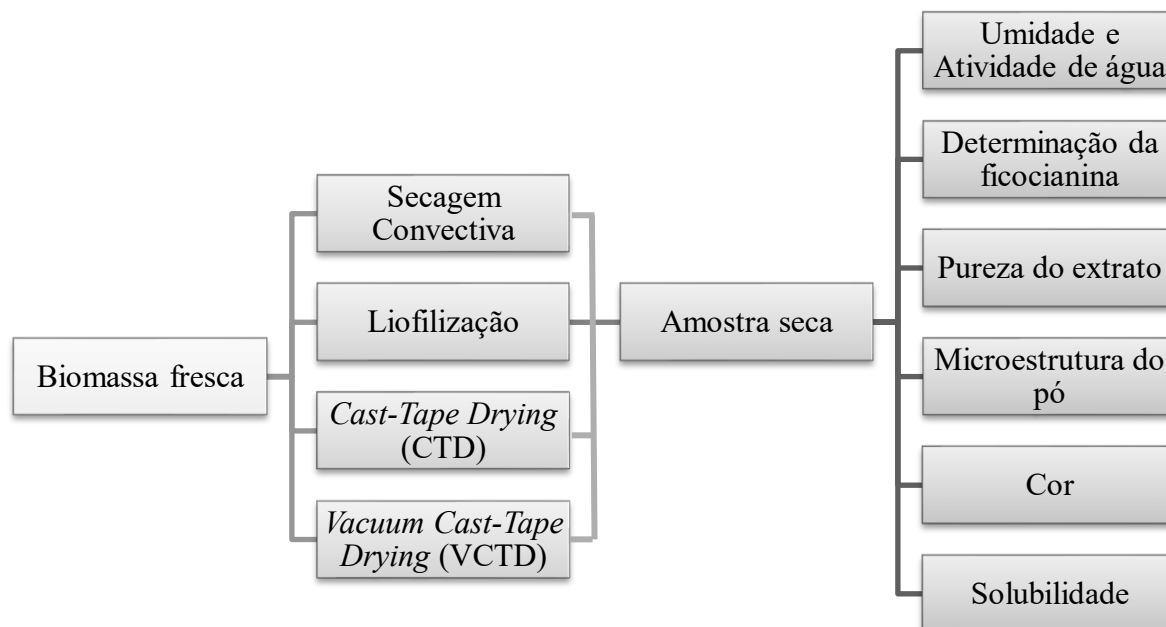 Biomassa fresca
Secagem
Convectiva
Liofilização
Cast-Tape Drying
(CTD)
Vacuum Cast-Tape
Drying (VCTD)
Amostra seca
Umidade e
Atividade de água
Determinação da
ficocianina
Pureza do extrato
Microestrutura do
pó
Cor
Solubilidade